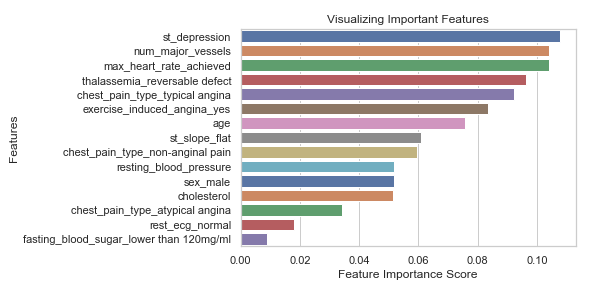 Visualizing Important Features
Features
st_depression
num_major_vessels
max_heart_rate_achieved
thalassemia_reversable defect
chest_pain_type_typical angina
exercise_induced_angina_yes
age
st_slope_flat
chest_pain_type_non-anginal pain
resting_blood_pressure
sex_male
cholesterol
chest_pain_type_atypical angina
rest_ecg_normal
fasting_blood_sugar_lower than 120mg/ml
0.00 0.02 0.04 0.06 0.08 0.10
Feature Importance Score